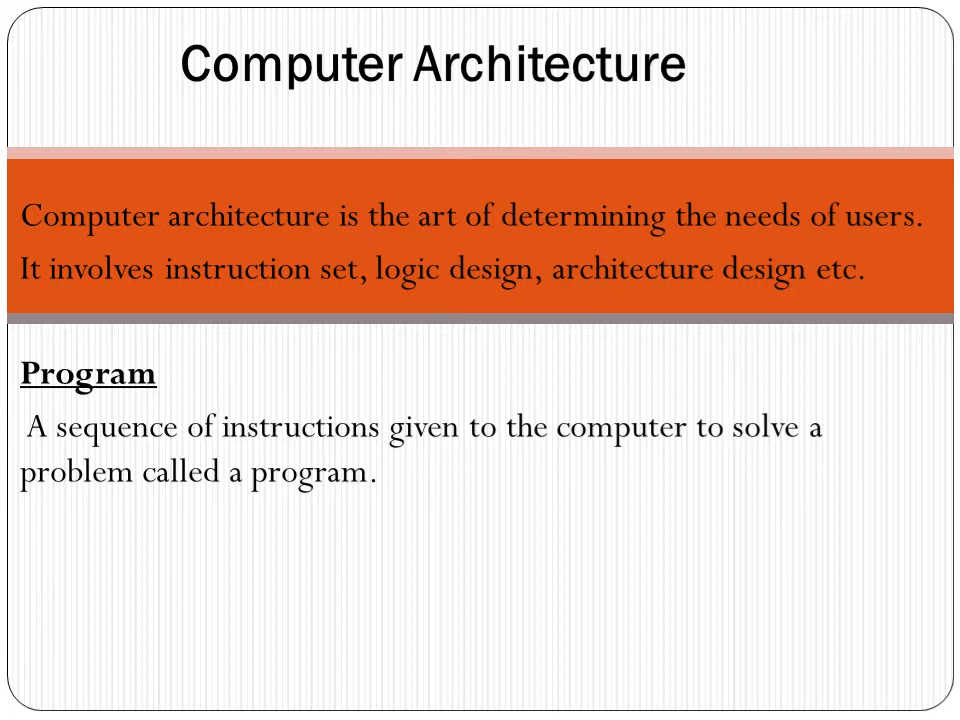 Computer Architecture
Computer architecture is the art of determining the needs of users.
It involves instruction set, logic design, architecture design etc.
Program
A sequence of instructions given to the computer to solve a
problem called a program.